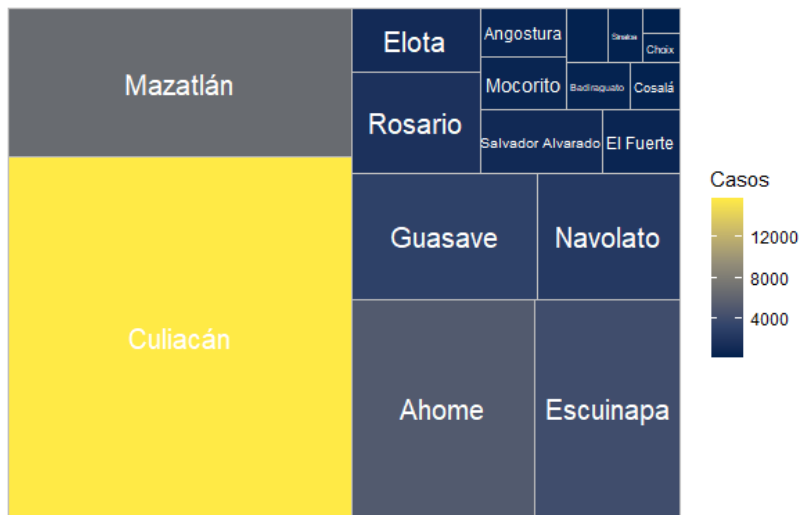 Mazatlán
Culiacán
Elota
Rosario
Angostura
Mocorito
Sinaloa
Choix
Badiraguato
Cosalá
Salvador Alvarado
El Fuerte
Guasave
Navolato
Ahome
Escuinapa
Casos
12000
8000
4000